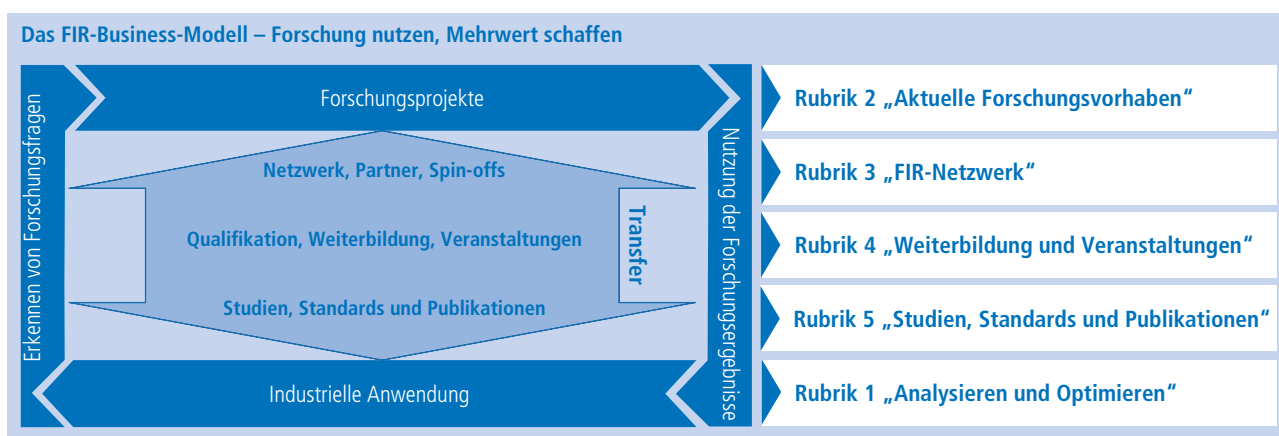 Das FIR-Business-Modell – Forschung nutzen, Mehrwert schaffen
Erkennen von Forschungsfragen
Forschungsprojekte
Netzwerk, Partner, Spin-offs
Qualifikation, Weiterbildung, Veranstaltungen
Studien, Standards und Publikationen
Transfer
Industrielle Anwendung
Nutzung der Forschungsergebnisse
Rubrik 2 „Aktuelle Forschungsvorhaben“
Rubrik 3 „FIR-Netzwerk“
Rubrik 4 „Weiterbildung und Veranstaltungen“
Rubrik 5 „Studien, Standards und Publikationen“
Rubrik 1 „Analysieren und Optimieren“